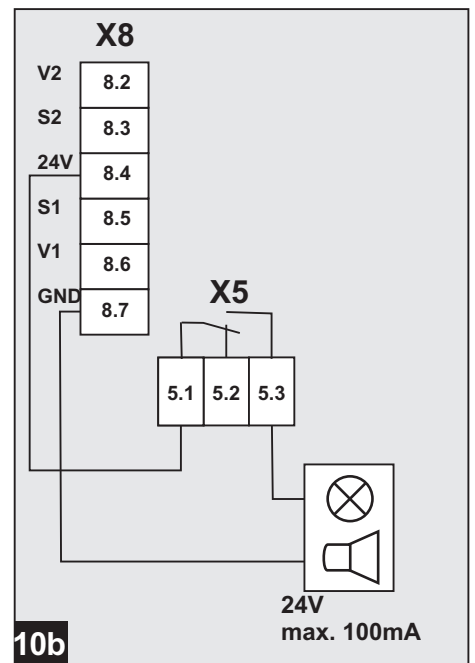 X8
V2
8.2
S2
8.3
24V
8.4
S1
8.5
V1
8.6
GND
8.7
X5
5.1 5.2 5.3
24V
max. 100mA
10b